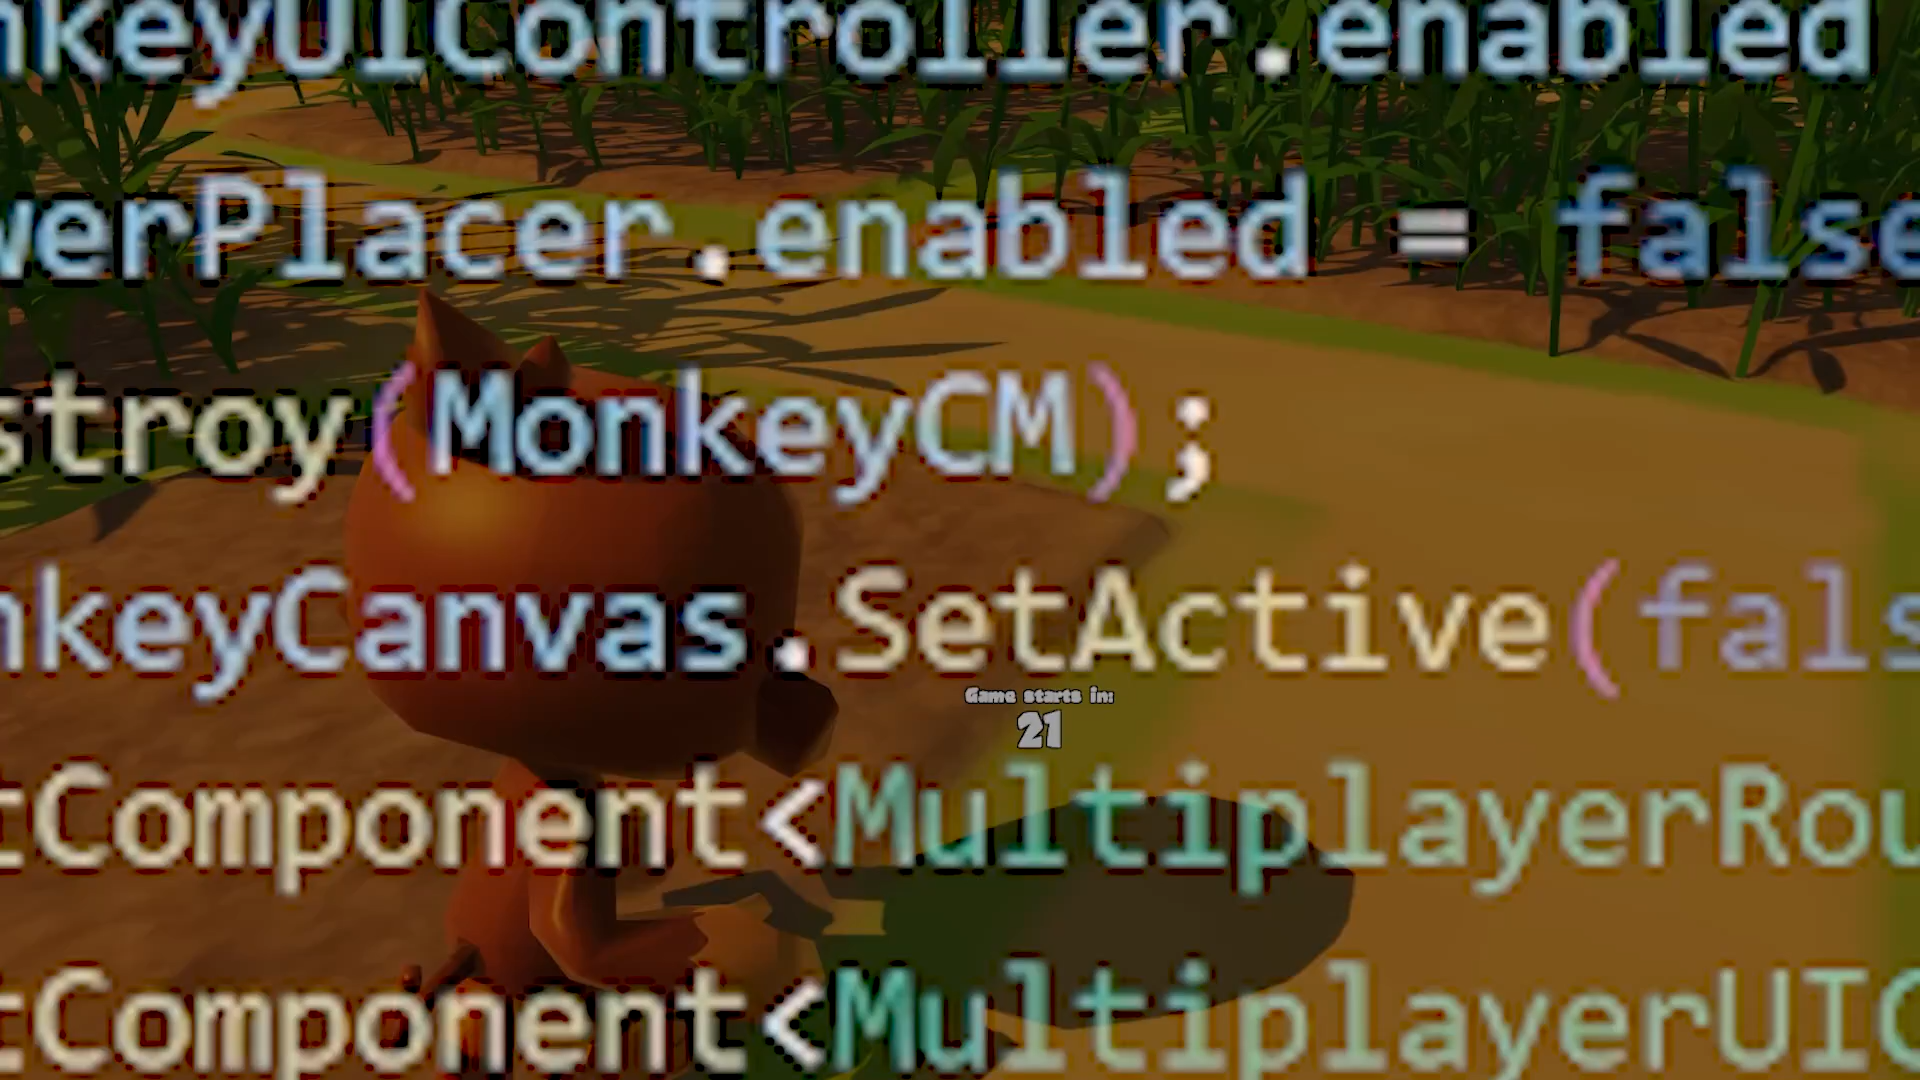 nkeyUIController.enabled
werPlacer.enabled = false
stroy(MonkeyCM);
nkeyCanvas.SetActive(fals
Game starts in:
21
tComponent<MultiplayerRou
tComponent<MultiplayerUIC